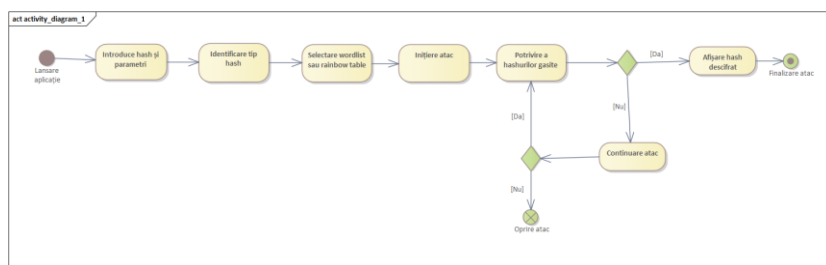 act activity_diagram_1
Lansare
aplicație
Introduce hash și
parametri
Identificare tip
hash
Selectare wordlist
sau rainbow table
Inițiere atac
Potrivire a
hashurilor gasite
[Da]
Afișare hash
descifrat
Finalizare atac
[Nu]
Continuare atac
[Da]
[Nu]
Oprire atac